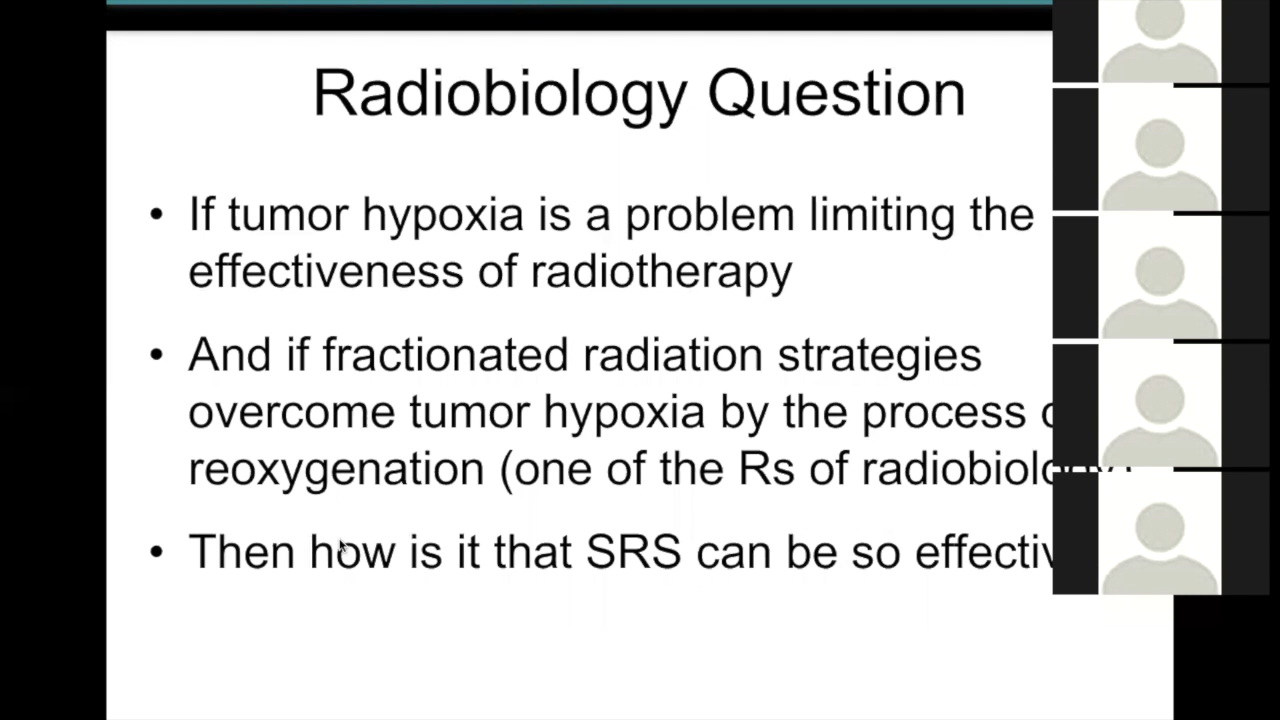 Radiobiology Question
• If tumor hypoxia is a problem limiting the
effectiveness of radiotherapy
• And if fractionated radiation strategies
overcome tumor hypoxia by the process
reoxygenation (one of the Rs of
• Then how is it that SRS can be so